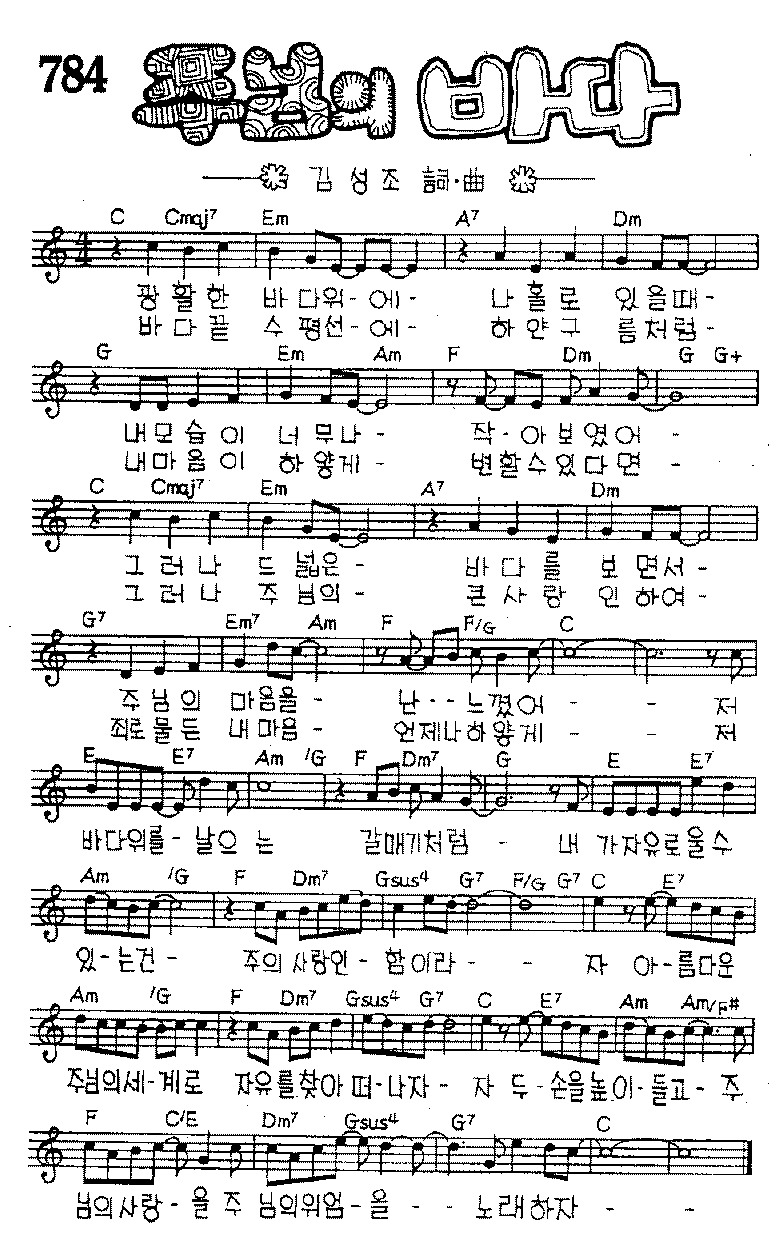 784 주님의 바다
김성조 詞·曲
C Cmaj7 Em A7 Dm
광활한 바다위-에- 나홀로 있을때-
바다끝 수평선-에- 하얀구 름처럼-
G Em Am F Dm G G+
내모습이 너무나- 작-아보였어 -
내마음이 하얗게- 변할수있다면 -
C Cmaj7 Em A7 Dm
그러나 드넓은- 바다를 보면서-
그러나 주님의- 큰사랑 인하여-
G7 Em7 Am F F/G C
주님의 마음을- 난--느꼈어 - - 저
죄로물든 내마음- 언제나하얗게 - - 저
E E7 Am /G F Dm7 G E E7
바다위를-날으는 갈매기처럼 - 내 가자유로울수
Am /G F Dm7 Gsus4 G7 F/G G7 C E7
있-는건- 주의사랑인-함이라- - 자 아-름다운
Am /G F Dm7 Gsus4 G7 C E7 Am Am/F#
주님의세-계로 자유를찾아떠-나자- 자 두-손을높이-들고-주
F C/E Dm7 Gsus4 G7 C
님의사랑-을주 님의위엄-을-- 노래하자- - -